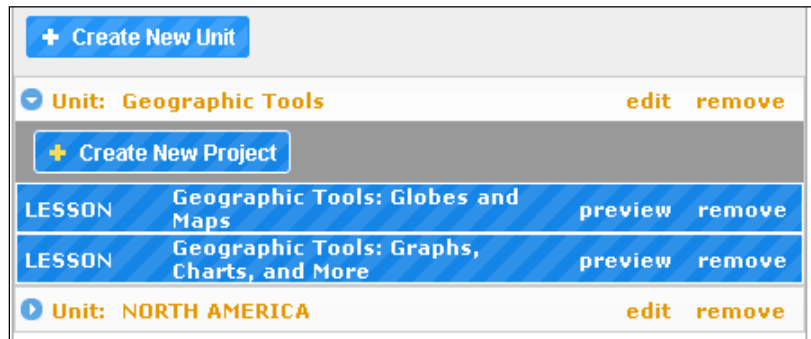 + Create New Unit
Unit: Geographic Tools edit remove
+ Create New Project
LESSON Geographic Tools: Globes and Maps preview remove
LESSON Geographic Tools: Graphs, Charts, and More preview remove
Unit: NORTH AMERICA edit remove